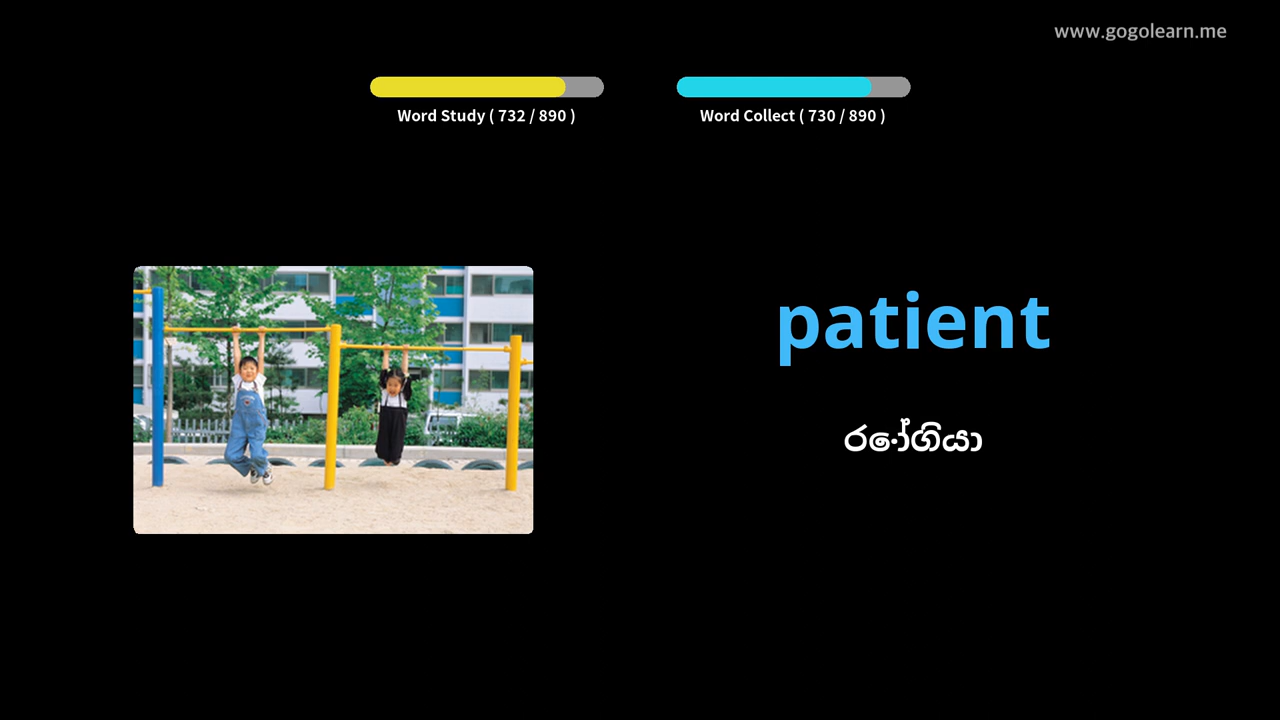 www.gogolearn.me
Word Study ( 732 / 890 )
Word Collect ( 730 / 890 )
patient
රෝගියා